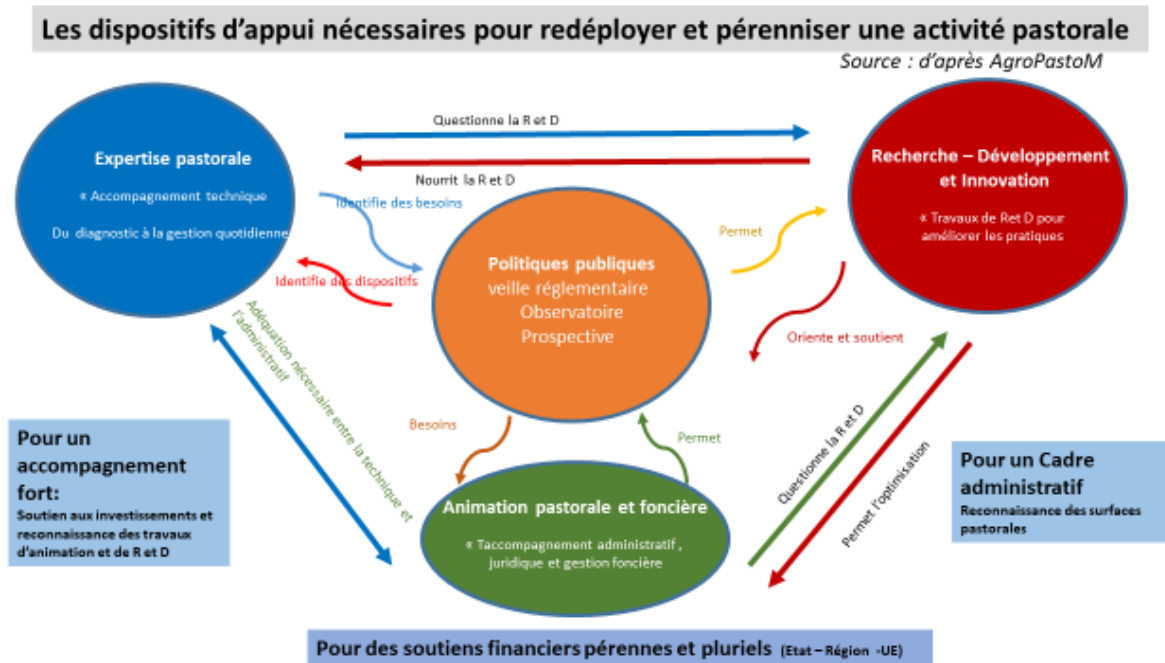 Les dispositifs d'appui nécessaires pour redéployer et pérenniser une activité pastorale
Source : d'après AgroPastoM
Questionne la R et D
Nourrit la R et D
Expertise pastorale
« Accompagnement technique
Du diagnostic à la gestion quotidienne
Recherche – Développement
et Innovation
« Travaux de Ret D pour
améliorer les pratiques
Identifie des besoins
Identifie des dispositifs
Permet
Politiques publiques
veille réglementaire
Observatoire
Prospective
Oriente et soutient
Adéquation nécessaire entre la technique et
l'administratif
Besoins
Permet
Questionne la R et D
Permet l'optimisation
Animation pastorale et foncière
« Taccompagnement administratif ,
juridique et gestion foncière
Pour un
accompagnement
fort:
Soutien aux investissements et
reconnaissance des travaux
d'animation et de R et D
Pour un Cadre
administratif
Reconnaissance des surfaces
pastorales
Pour des soutiens financiers pérennes et pluriels (Etat – Région -UE)